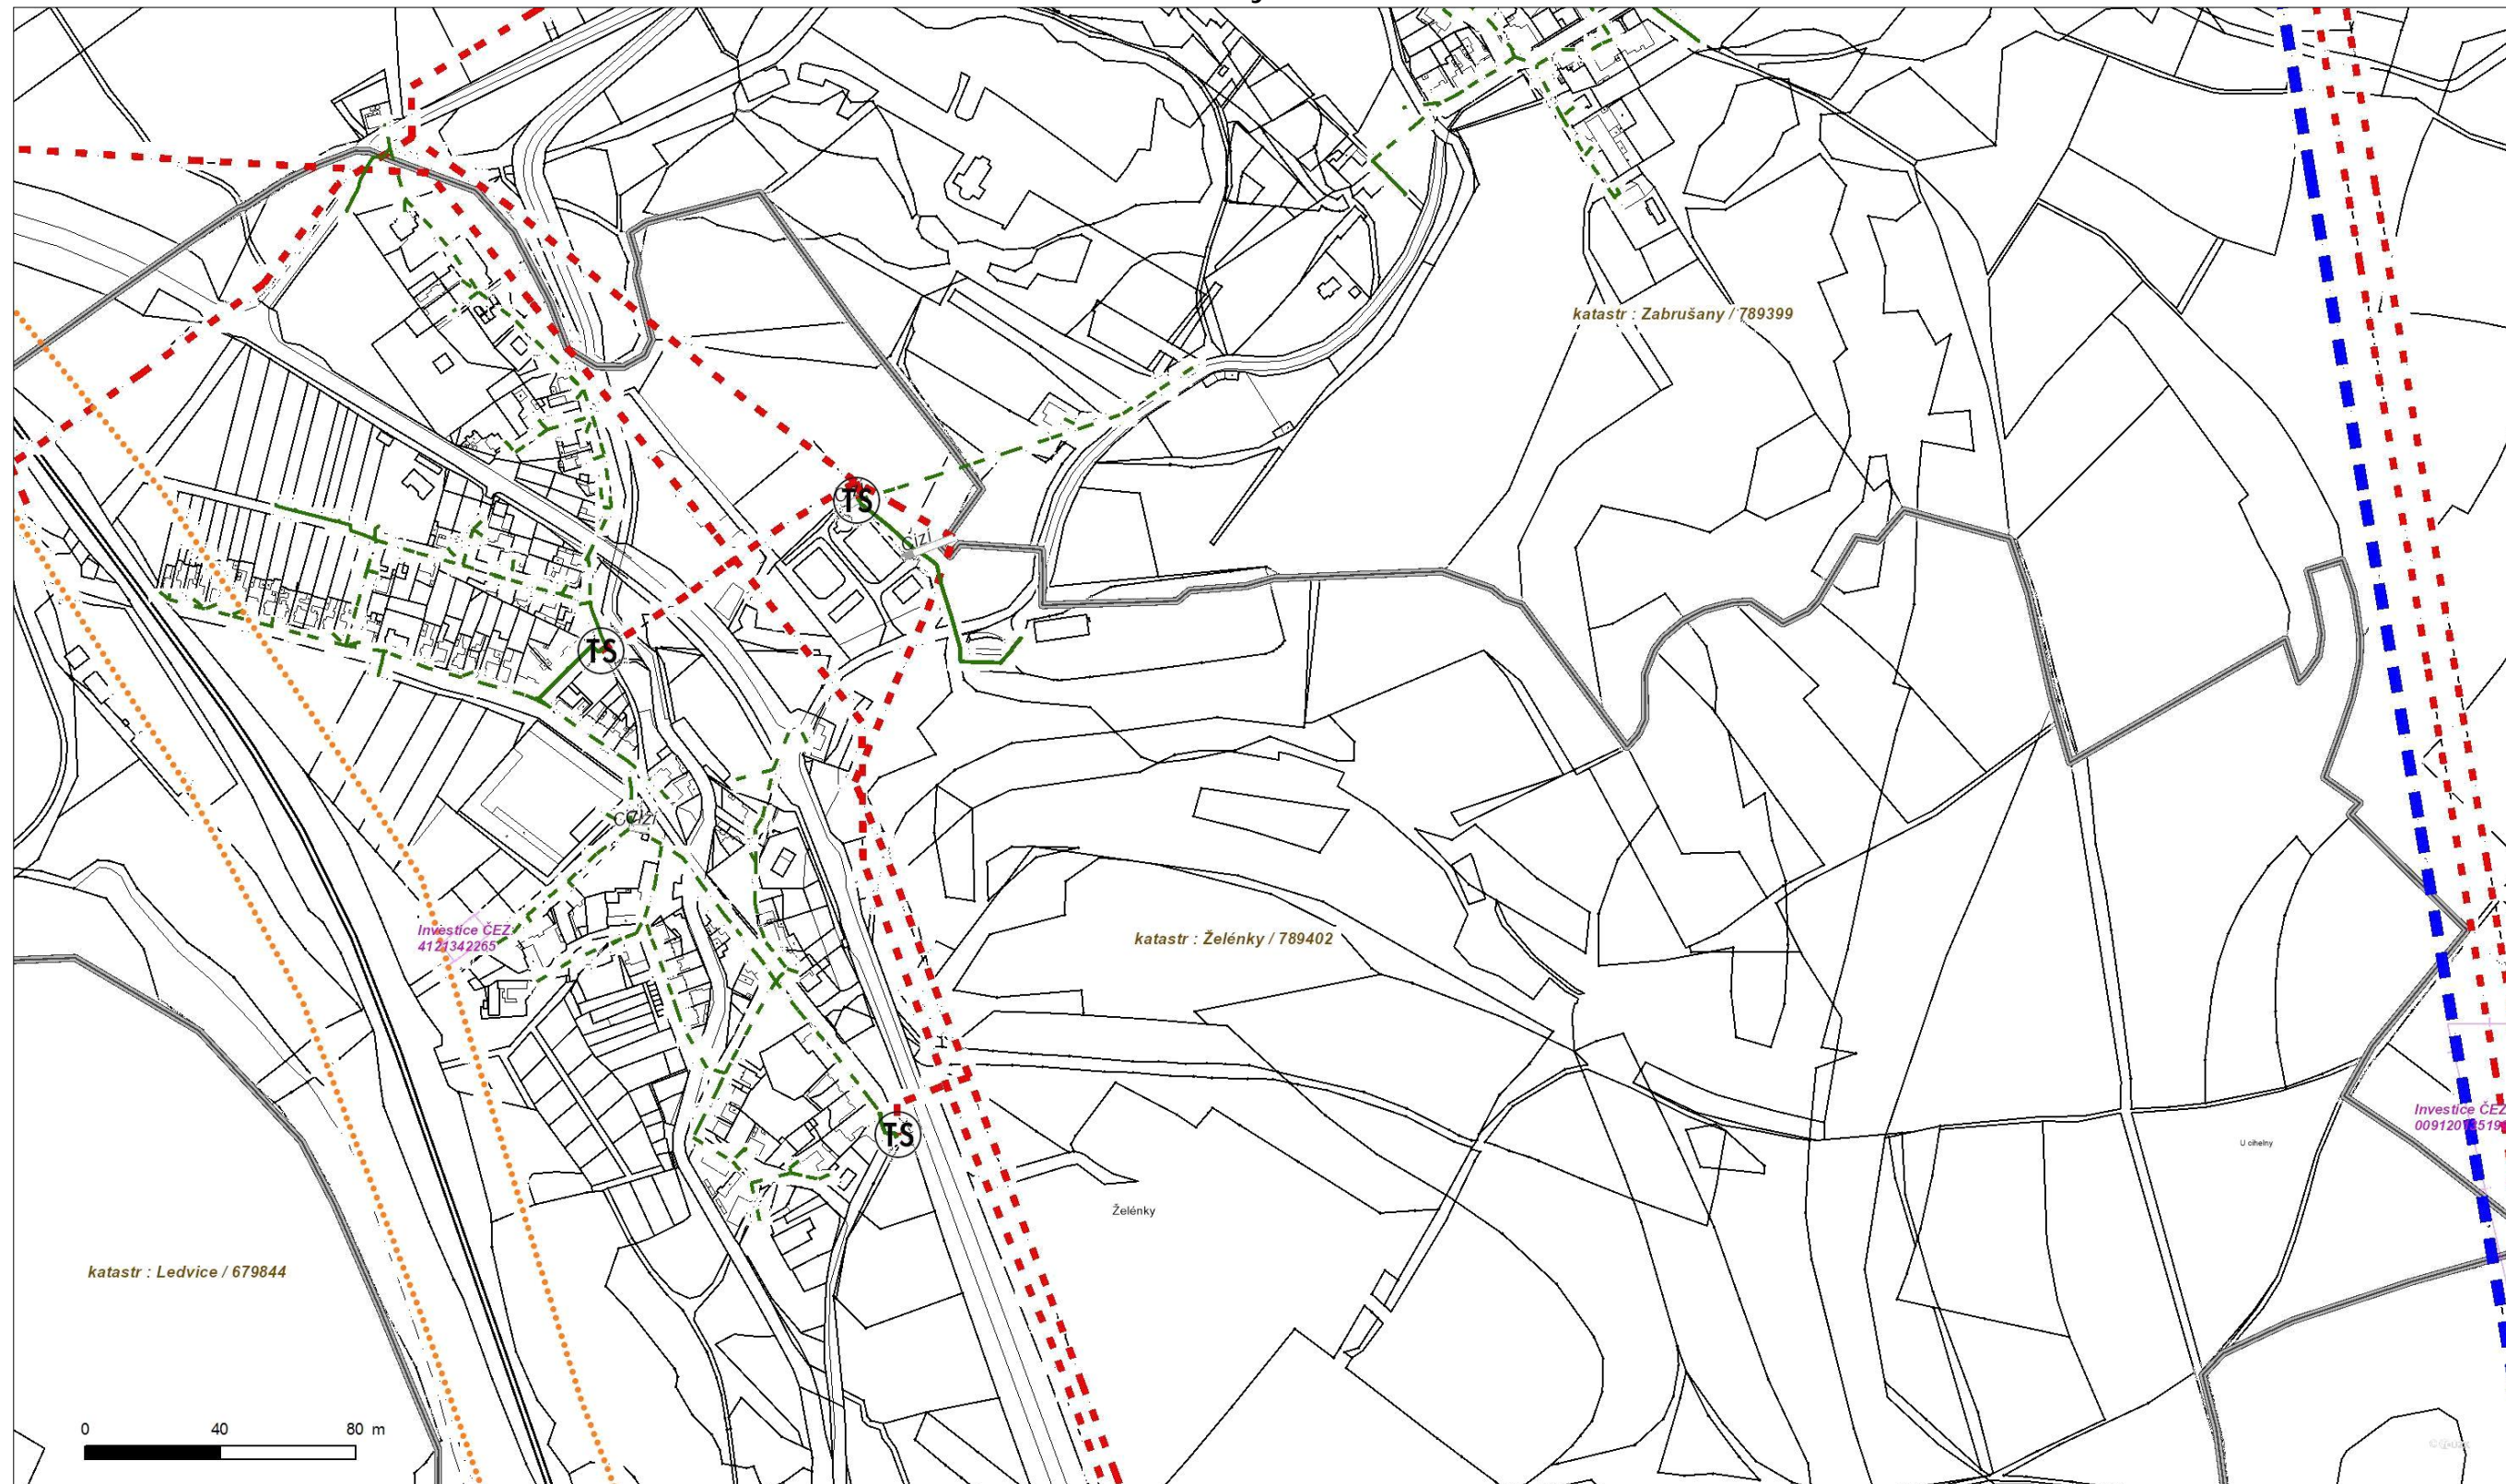 katastr : Zabrušany / 789399
TS
Cizí
TS
Cizí
Investice ČEZ:
4121342265
katastr : Želénky / 789402
Investice ČEZ
TS
U cihelny
Želénky
katastr : Ledvice / 679844
0 40 80 m